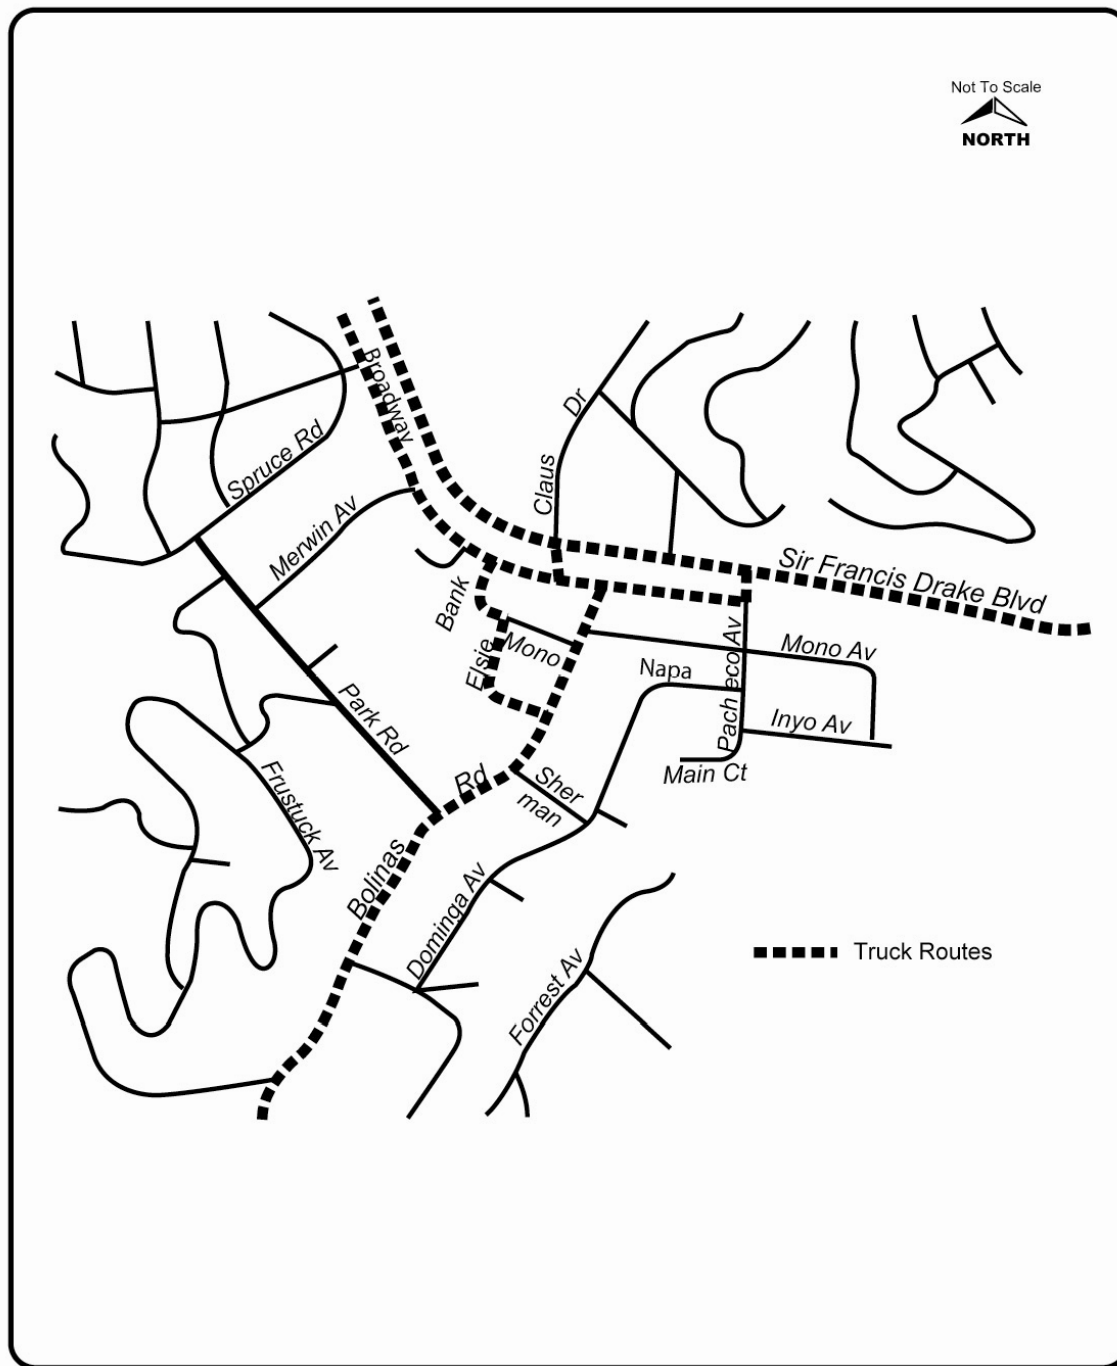 Not To Scale
NORTH
Broadway
Dr
Claus
Spruce Rd
Merwin Av
Sir Francis Drake Blvd
Bank
Mono
Elsie
Mono Av
Napa
Pacheco Av
Inyo Av
Main Ct
Park Rd
Rd
Sher
man
Frustuck Av
Bolinas
Dominga Av
Forrest Av
Truck Routes